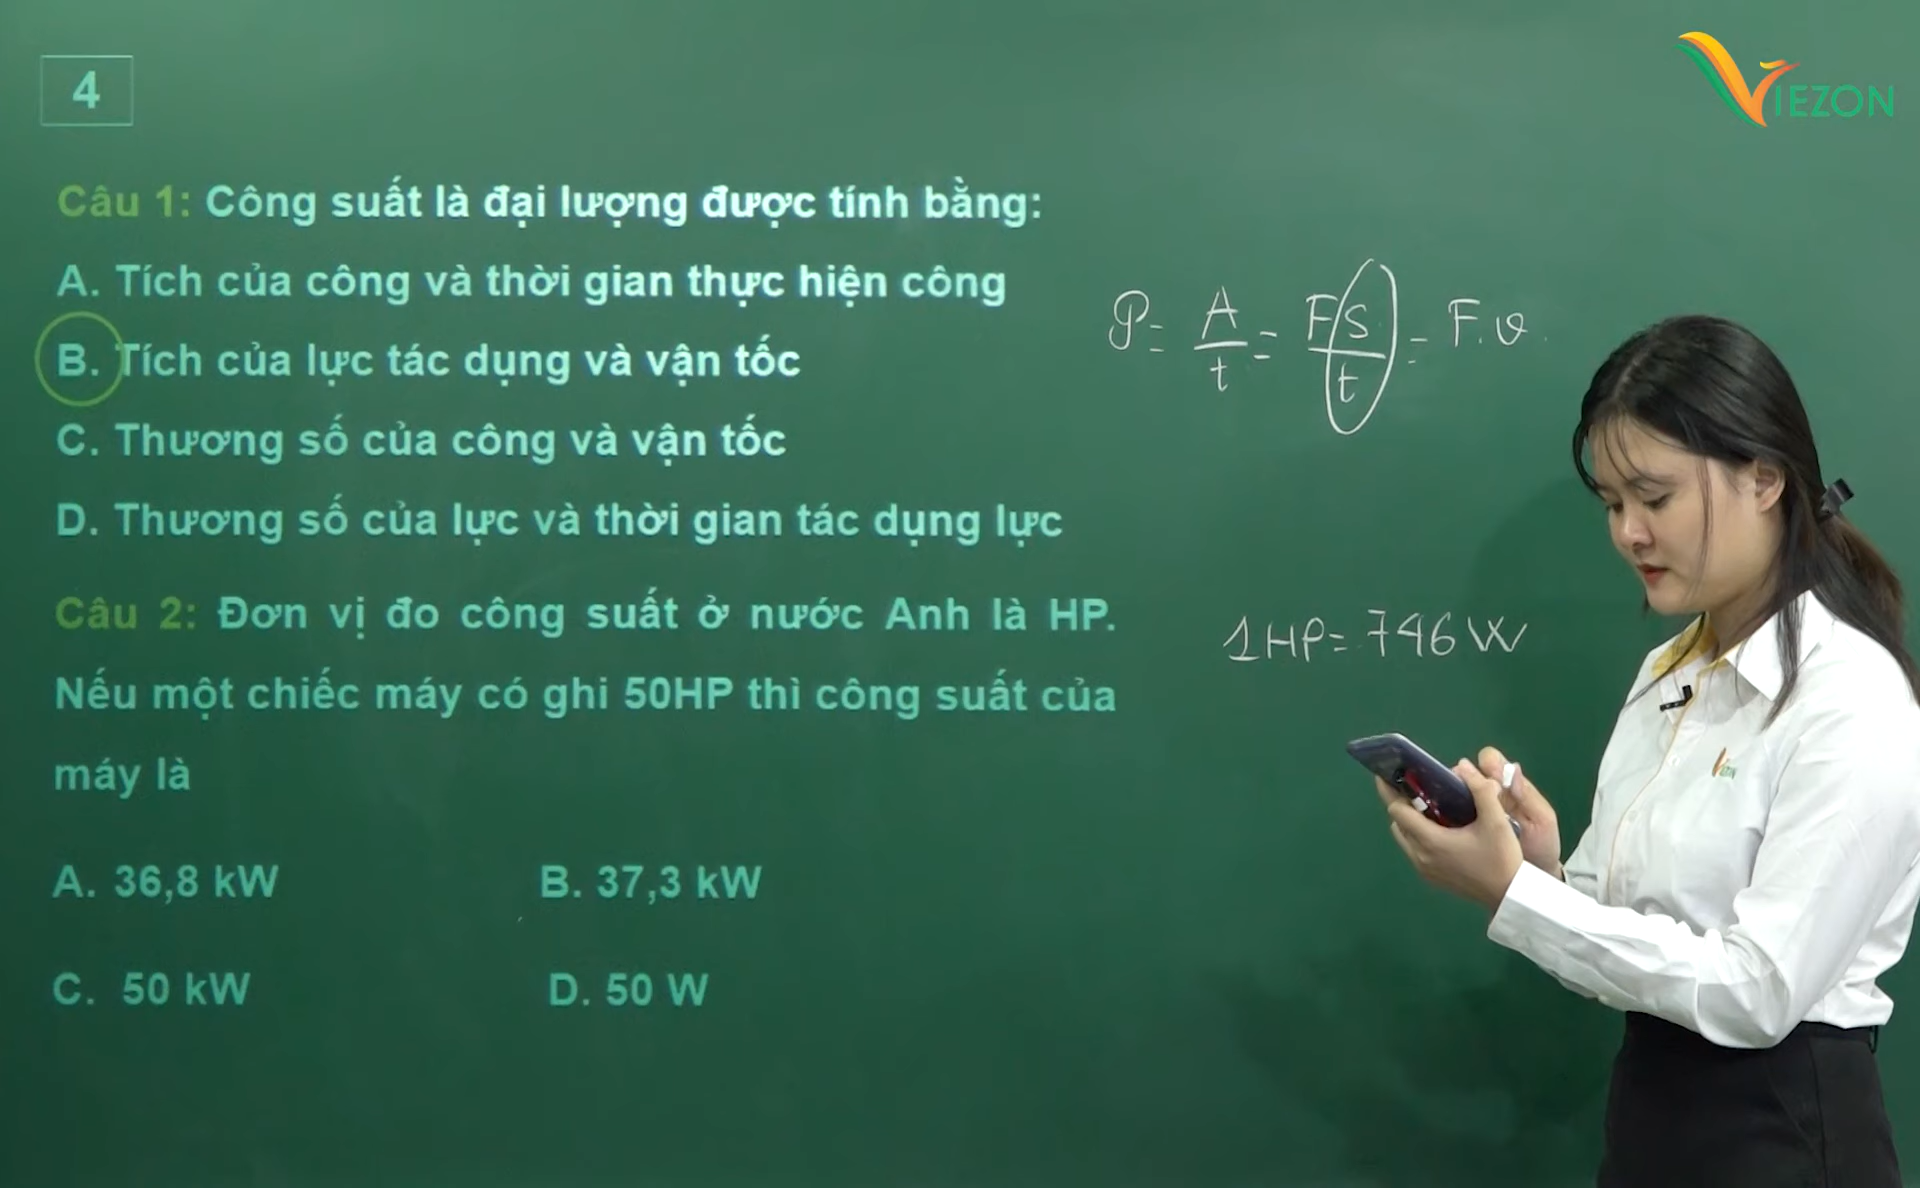 VIEZON
4
Câu 1: Công suất là đại lượng được tính bằng:
A. Tích của công và thời gian thực hiện công
B. Tích của lực tác dụng và vận tốc
C. Thương số của công và vận tốc
D. Thương số của lực và thời gian tác dụng lực
P = A/t = F.S/t = F.v
Câu 2: Đơn vị đo công suất ở nước Anh là HP.
Nếu một chiếc máy có ghi 50HP thì công suất của
máy là
1HP = 746 W
A. 36,8 kW B. 37,3 kW
C. 50 kW D. 50 W